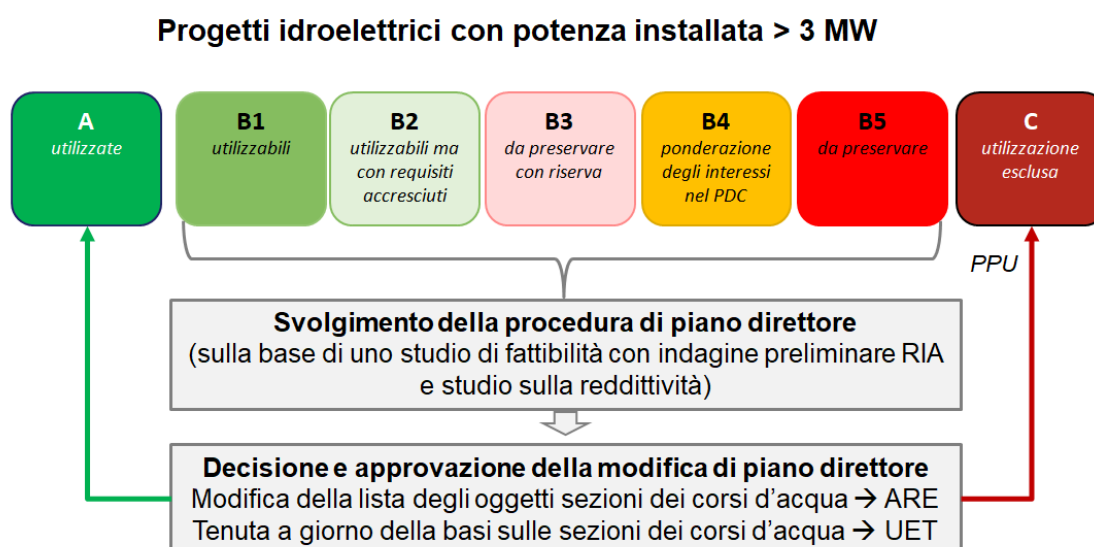 Progetti idroelettrici con potenza installata > 3 MW
A
utilizzate
B1
utilizzabili
B2
utilizzabili ma
con requisiti
accresciuti
B3
da preservare
con riserva
B4
ponderazione
degli interessi
nel PDC
B5
da preservare
C
utilizzazione
esclusa
PPU
Svolgimento della procedura di piano direttore
(sulla base di uno studio di fattibilità con indagine preliminare RIA
e studio sulla reddittività)
Decisione e approvazione della modifica di piano direttore
Modifica della lista degli oggetti sezioni dei corsi d'acqua → ARE
Tenuta a giorno della basi sulle sezioni dei corsi d'acqua → UET